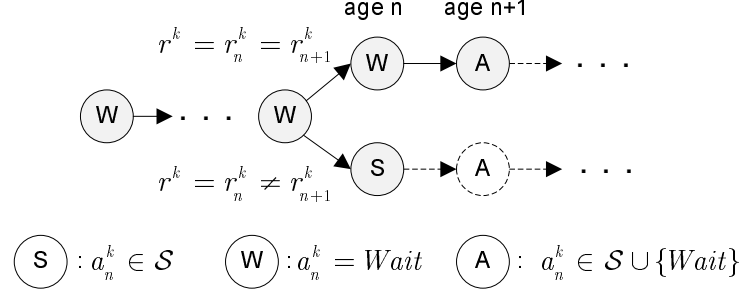 age n age n+1
r^k = r_n^k = r_{n+1}^k
W A . . .
W . . . W
S A . . .
r^k = r_n^k ≠ r_{n+1}^k
S : a_n^k ∈ 𝒮 W : a_n^k = Wait A : a_n^k ∈ 𝒮 ∪ {Wait}